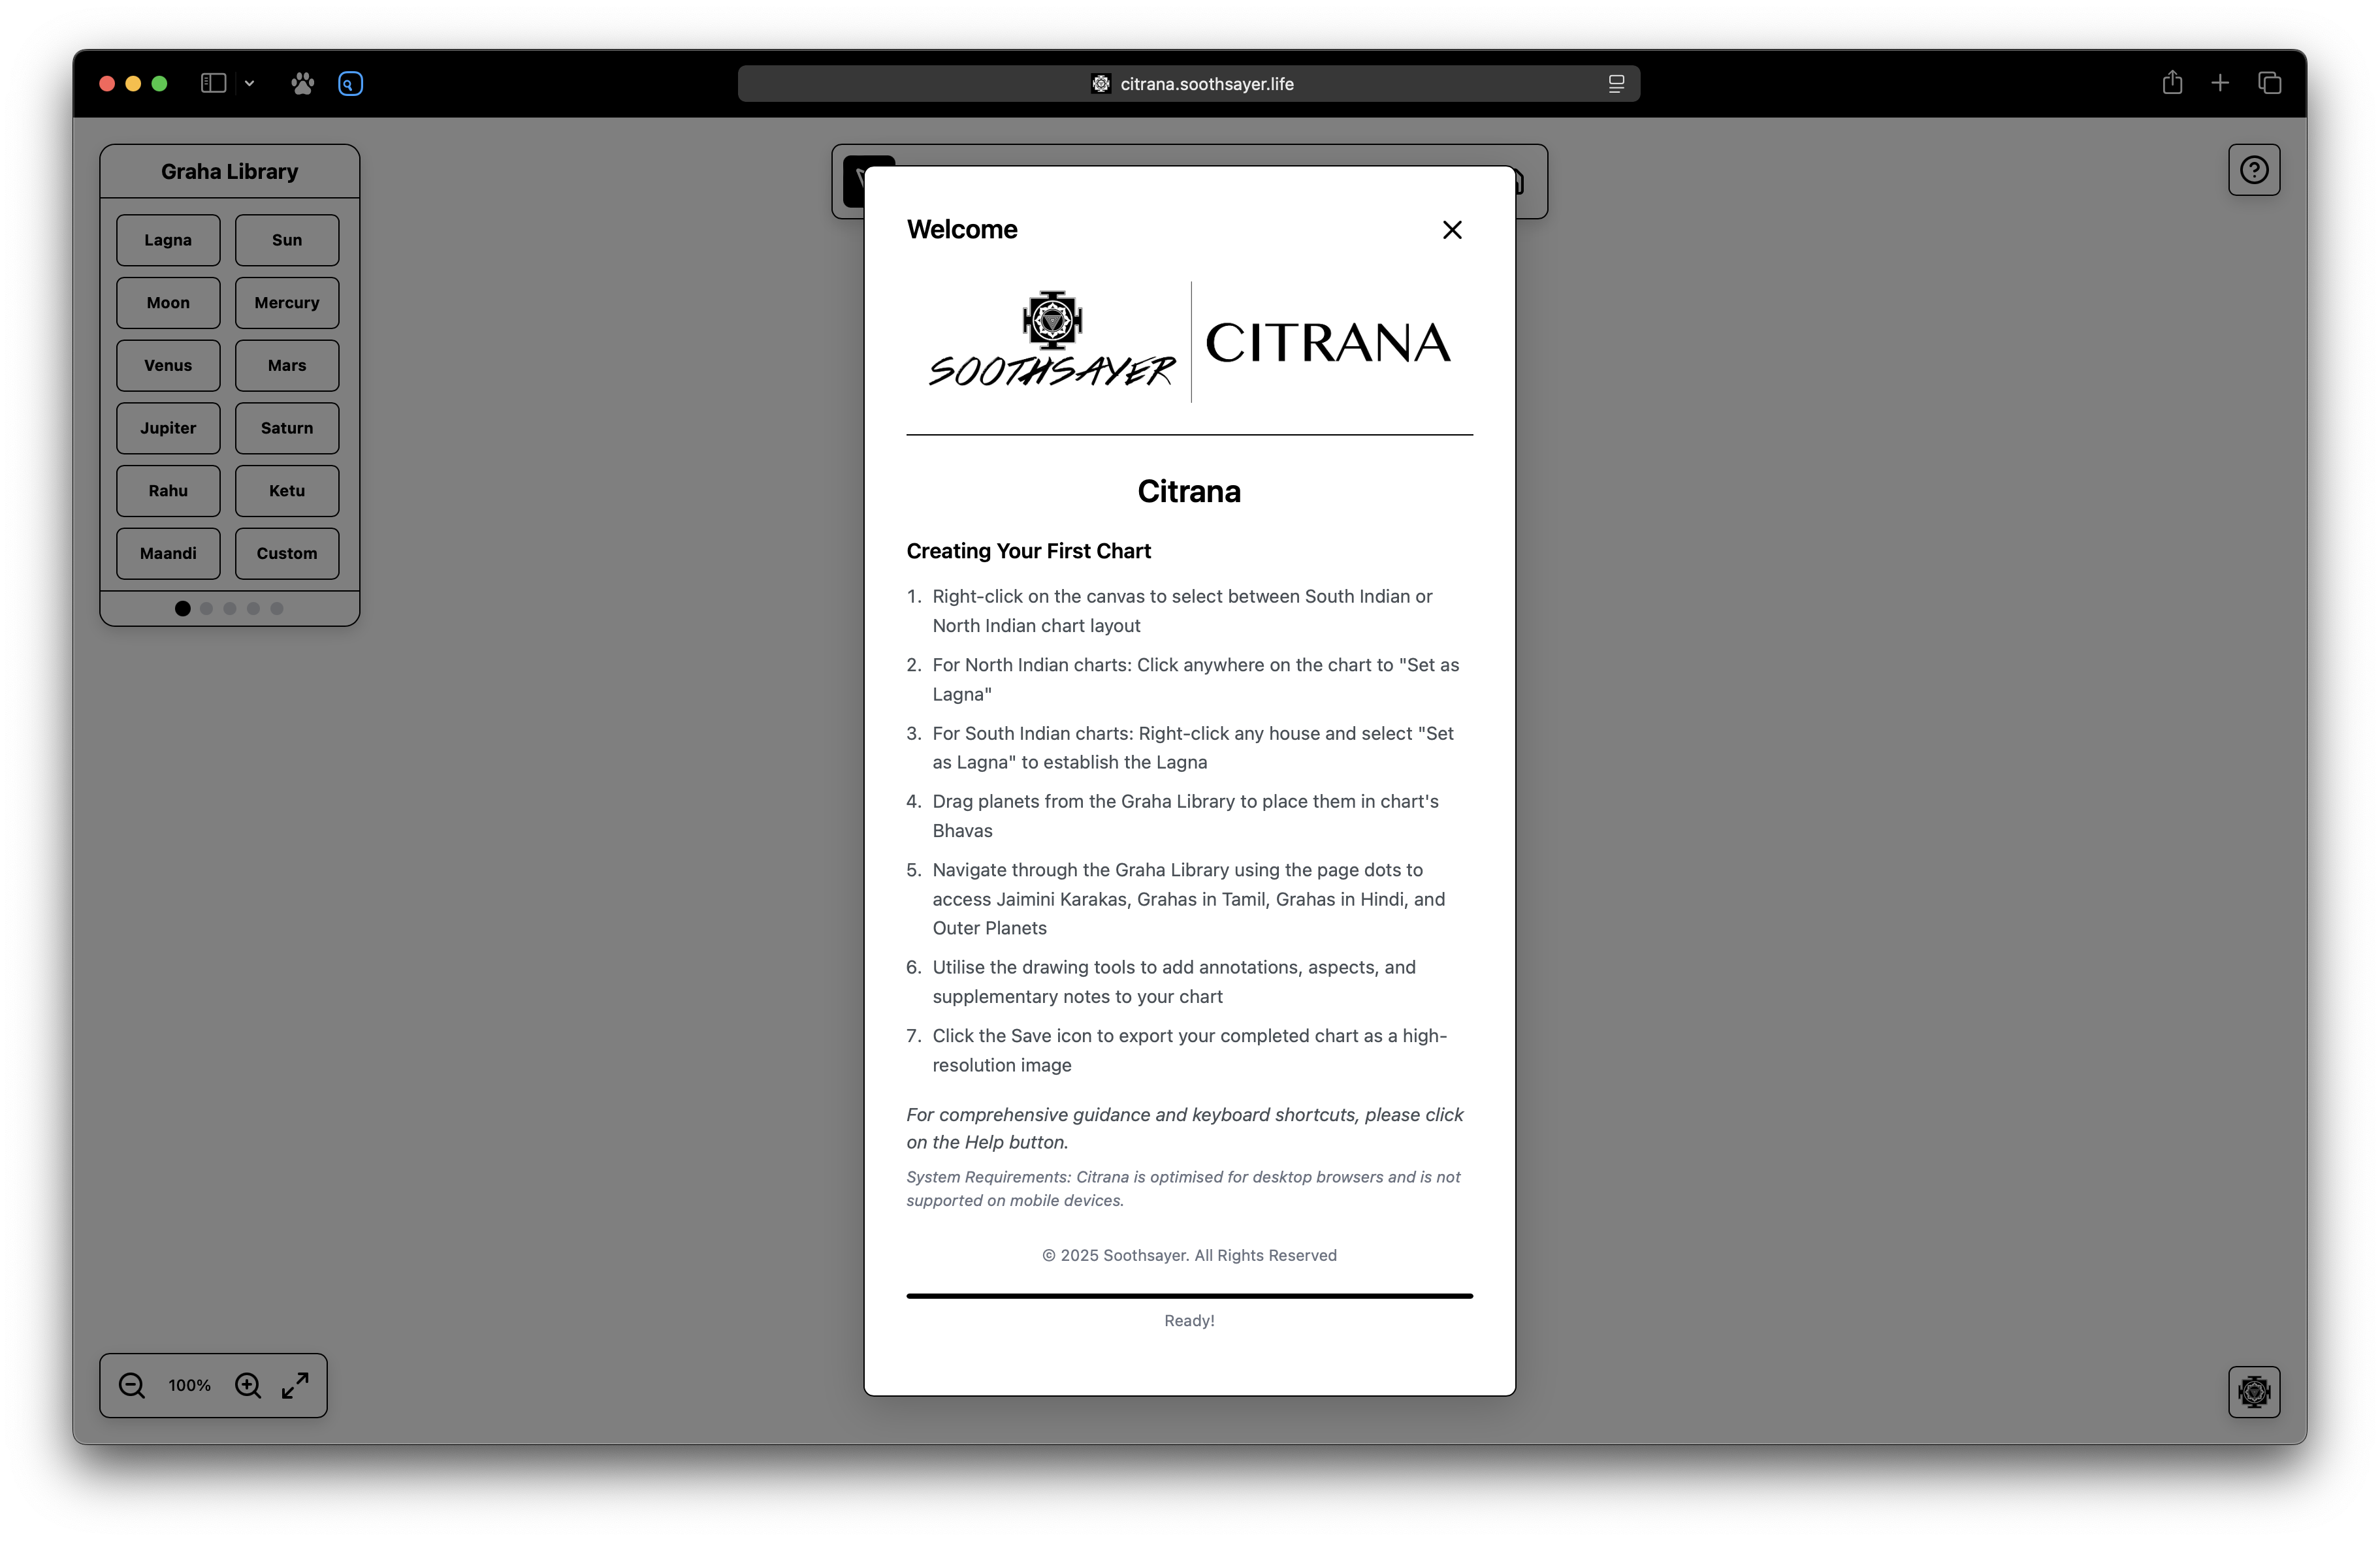 citrana.soothsayer.life
Graha Library
Lagna
Sun
Moon
Mercury
Venus
Mars
Jupiter
Saturn
Rahu
Ketu
Maandi
Custom
Welcome
SOOTHSAYER
CITRANA
Citrana
Creating Your First Chart
1. Right-click on the canvas to select between South Indian or
North Indian chart layout
2. For North Indian charts: Click anywhere on the chart to "Set as
Lagna"
3. For South Indian charts: Right-click any house and select "Set
as Lagna" to establish the Lagna
4. Drag planets from the Graha Library to place them in chart's
Bhavas
5. Navigate through the Graha Library using the page dots to
access Jaimini Karakas, Grahas in Tamil, Grahas in Hindi, and
Outer Planets
6. Utilise the drawing tools to add annotations, aspects, and
supplementary notes to your chart
7. Click the Save icon to export your completed chart as a high-
resolution image
For comprehensive guidance and keyboard shortcuts, please click
on the Help button.
System Requirements: Citrana is optimised for desktop browsers and is not
supported on mobile devices.
© 2025 Soothsayer. All Rights Reserved
Ready!
100%